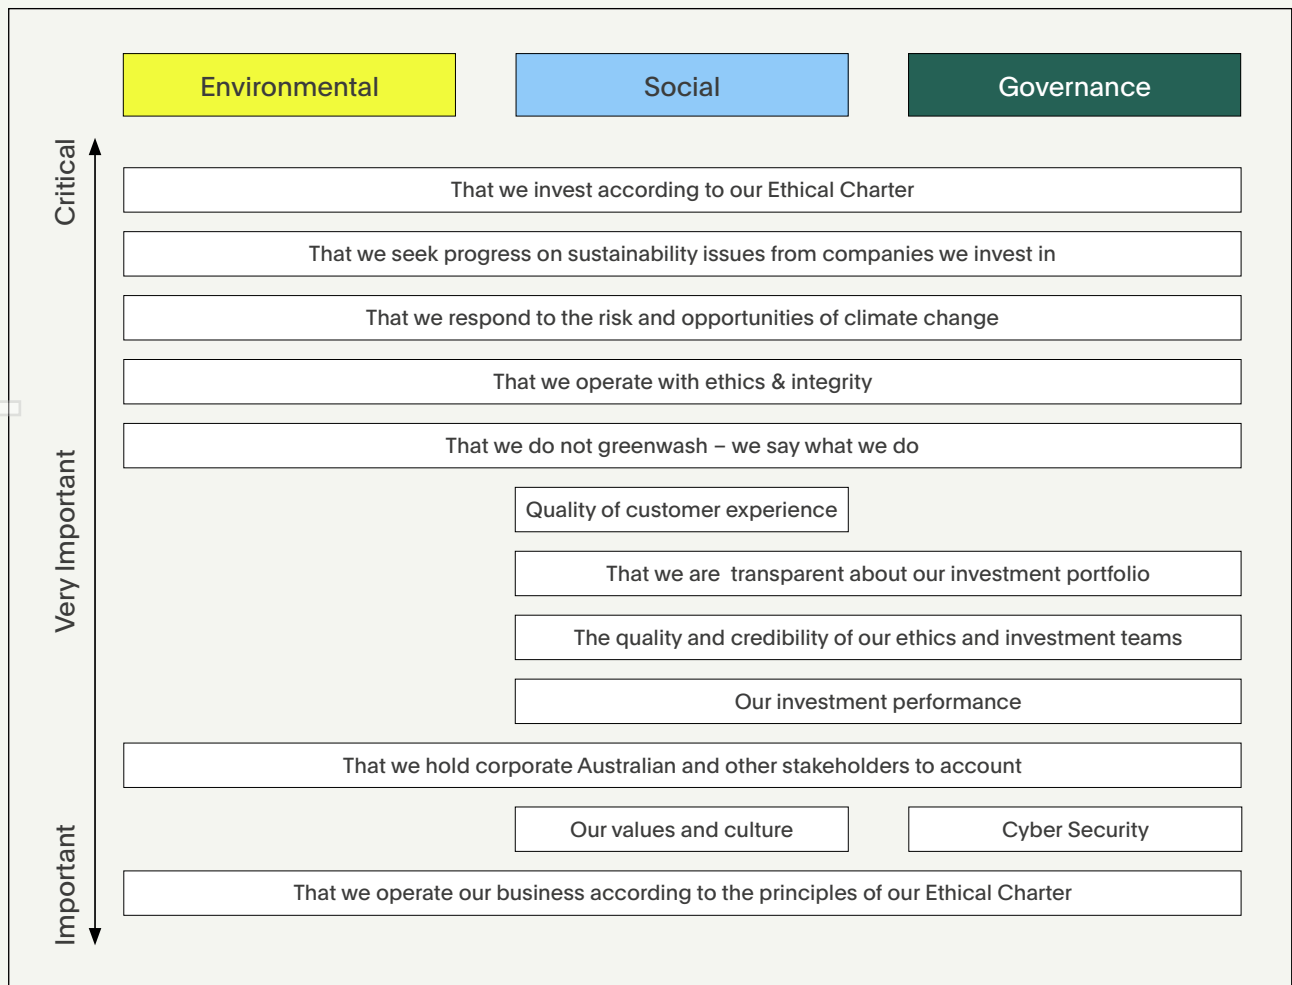 Environmental
Social
Governance
Critical
That we invest according to our Ethical Charter
That we seek progress on sustainability issues from companies we invest in
That we respond to the risk and opportunities of climate change
That we operate with ethics & integrity
That we do not greenwash – we say what we do
Very Important
Quality of customer experience
That we are  transparent about our investment portfolio
The quality and credibility of our ethics and investment teams
Our investment performance
That we hold corporate Australian and other stakeholders to account
Important
Our values and culture
Cyber Security
That we operate our business according to the principles of our Ethical Charter